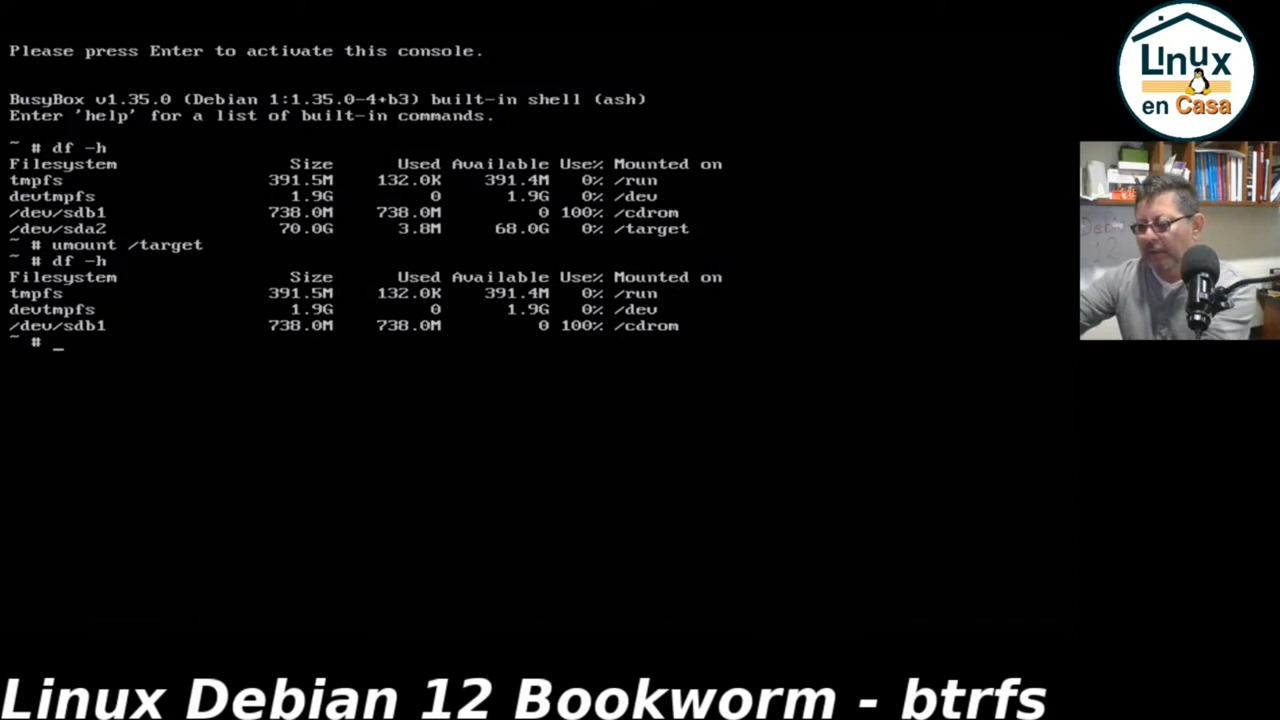 Please press Enter to activate this console.
BusyBox v1.35.0 (Debian 1:1.35.0-4+b3) built-in shell (ash)
Enter 'help' for a list of built-in commands.
~ # df -h
Filesystem Size Used Available Use% Mounted on
tmpfs 391.5M 132.0K 391.4M 0% /run
devtmpfs 1.9G 0 1.9G 0% /dev
/dev/sdb1 738.0M 738.0M 0 100% /cdrom
/dev/sda2 70.0G 3.8M 68.0G 0% /target
~ # umount /target
~ # df -h
Filesystem Size Used Available Use% Mounted on
tmpfs 391.5M 132.0K 391.4M 0% /run
devtmpfs 1.9G 0 1.9G 0% /dev
/dev/sdb1 738.0M 738.0M 0 100% /cdrom
~ # _
Linux
en Casa
12
Linux Debian 12 Bookworm - btrfs